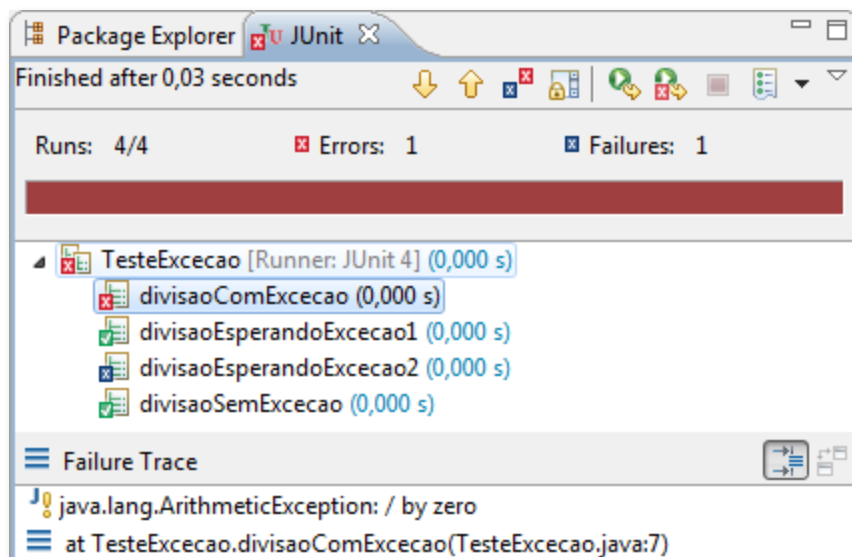 Package Explorer JUnit
Finished after 0,03 seconds
Runs: 4/4 Errors: 1 Failures: 1
TesteExcecao [Runner: JUnit 4] (0,000 s)
divisaoComExcecao (0,000 s)
divisaoEsperandoExcecao1 (0,000 s)
divisaoEsperandoExcecao2 (0,000 s)
divisaoSemExcecao (0,000 s)
Failure Trace
java.lang.ArithmeticException: / by zero
at TesteExcecao.divisaoComExcecao(TesteExcecao.java:7)